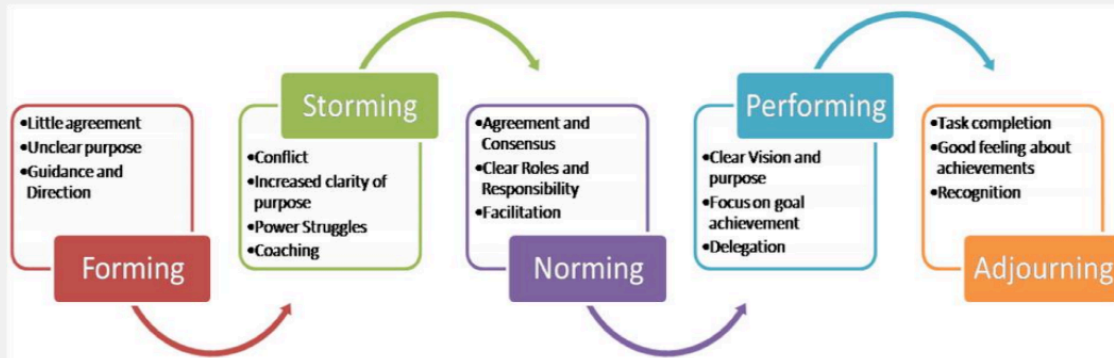 •Little agreement
•Unclear purpose
•Guidance and
Direction
Forming
Storming
•Conflict
•Increased clarity of
purpose
•Power Struggles
•Coaching
•Agreement and
Consensus
•Clear Roles and
Responsibility
•Facilitation
Norming
Performing
•Clear Vision and
purpose
•Focus on goal
achievement
•Delegation
•Task completion
•Good feeling about
achievements
•Recognition
Adjourning